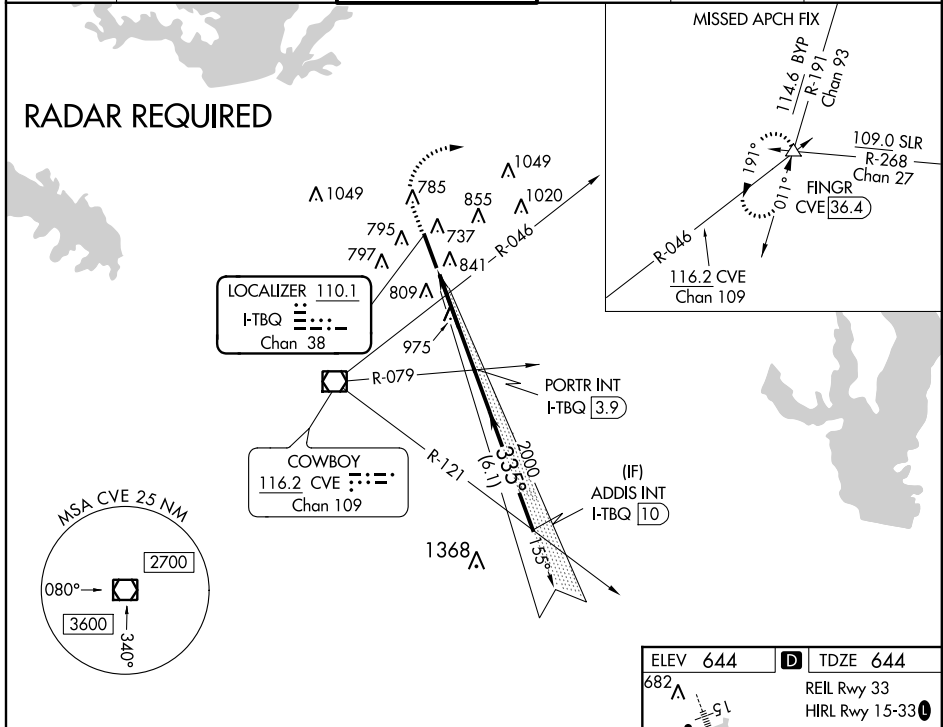 RADAR REQUIRED
MISSED APCH FIX
114.6 BYP
R-191
Chan 93
109.0 SLR
R-268
Chan 27
191°
011°
FINGR
CVE 36.4
R-046
116.2 CVE
Chan 109
1049
1049
785
855
1020
795
737
R-046
797
841
809
LOCALIZER 110.1
I-TBQ
Chan 38
975
R-079
PORTR INT
I-TBQ 3.9
COWBOY
116.2 CVE
Chan 109
R-121
2000
335°
(6.1)
(IF)
ADDIS INT
I-TBQ 10
155°
1368
MSA CVE 25 NM
2700
080°
3600
340°
ELEV 644
D
TDZE 644
682
15
REIL Rwy 33
HIRL Rwy 15-33 L